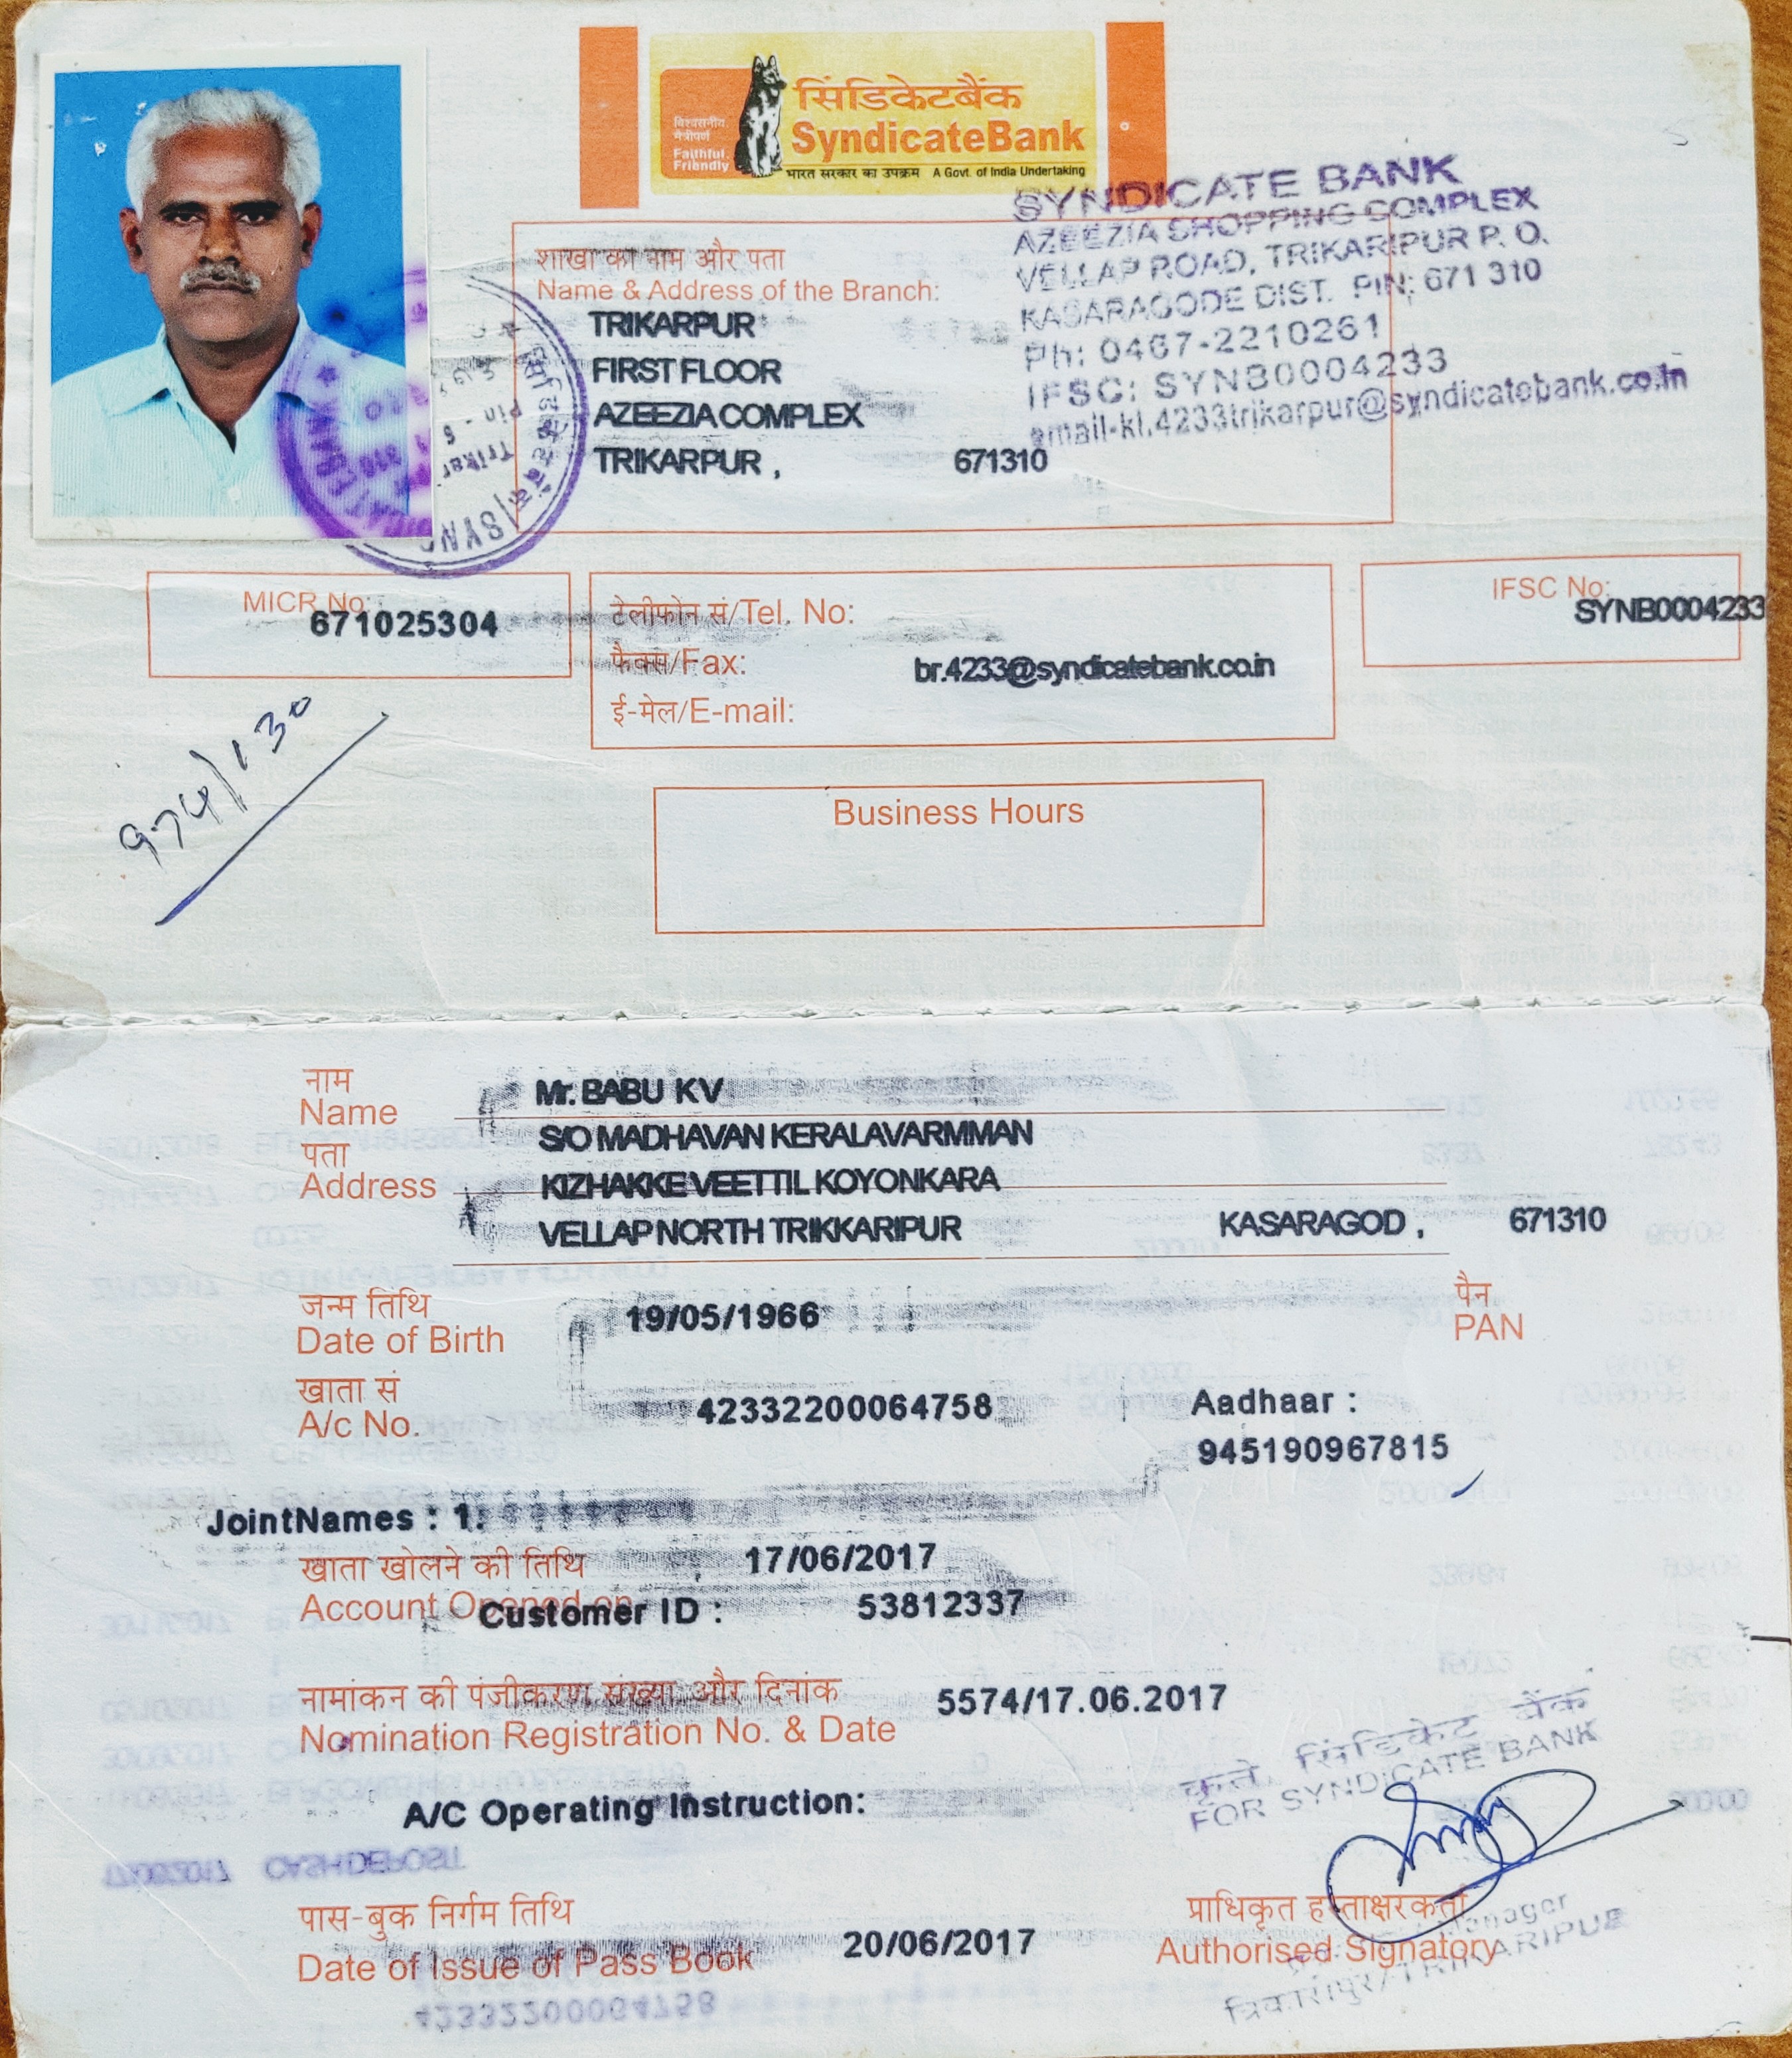 विश्वसनीय, मैत्रीपूर्ण
Faithful, Friendly
सिंडिकेटबैंक
SyndicateBank
भारत सरकार का उपक्रम A Govt. of India Undertaking
SYNDICATE BANK
AZEEZIA SHOPPING COMPLEX
VELLAP ROAD, TRIKARIPUR P. O.
KASARAGODE DIST. PIN: 671 310
Ph: 0467-2210261
IFSC: SYNB0004233
email-kl.4233trikarpur@syndicatebank.co.in
शाखा का नाम और पता
Name & Address of the Branch:
TRIKARPUR
FIRST FLOOR
AZEEZIA COMPLEX
TRIKARPUR , 671310
सिंडिकेटबैंक
MICR No:
671025304
टेलीफोन सं/Tel. No:
फैक्स/Fax:
br.4233@syndicatebank.co.in
ई-मेल/E-mail:
IFSC No:
SYNB0004233
Business Hours
नाम
Name Mr. BABU K V
S/O MADHAVAN KERALAVARMMAN
पता
Address KIZHAKKE VEETTIL KOYONKARA
VELLAP NORTH TRIKKARIPUR KASARAGOD , 671310
जन्म तिथि
Date of Birth 19/05/1966
पैन
PAN
खाता सं
A/c No. 42332200064758
Aadhaar :
945190967815
JointNames : 1.
खाता खोलने की तिथि 17/06/2017
Account Opened on
Customer ID : 53812337
नामांकन की पंजीकरण संख्या और दिनांक
Nomination Registration No. & Date 5574/17.06.2017
कृते, सिंडिकेट बैंक
FOR SYNDICATE BANK
A/C Operating Instruction:
CASH DEPOSIT
पास-बुक निर्गम तिथि
Date of Issue of Pass Book 20/06/2017
प्राधिकृत हस्ताक्षरकर्ता
Authorised Signatory
Manager
42332200064758